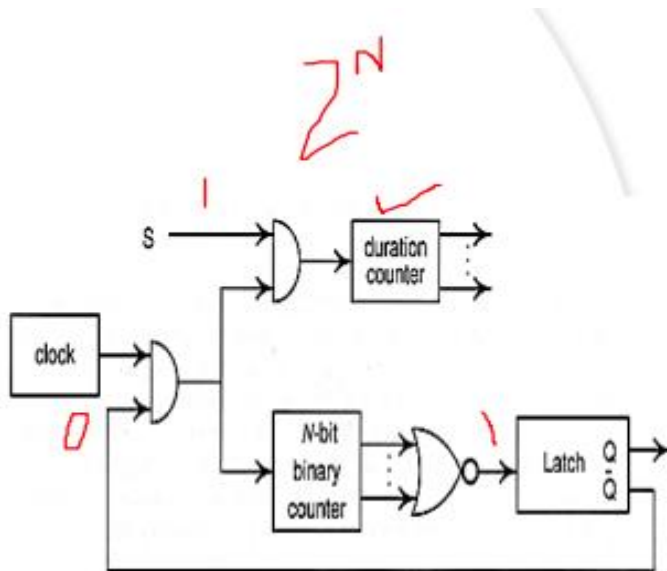 2^N
1
S
duration
counter
clock
0
N-bit
binary
counter
1
Latch
Q
Q̄